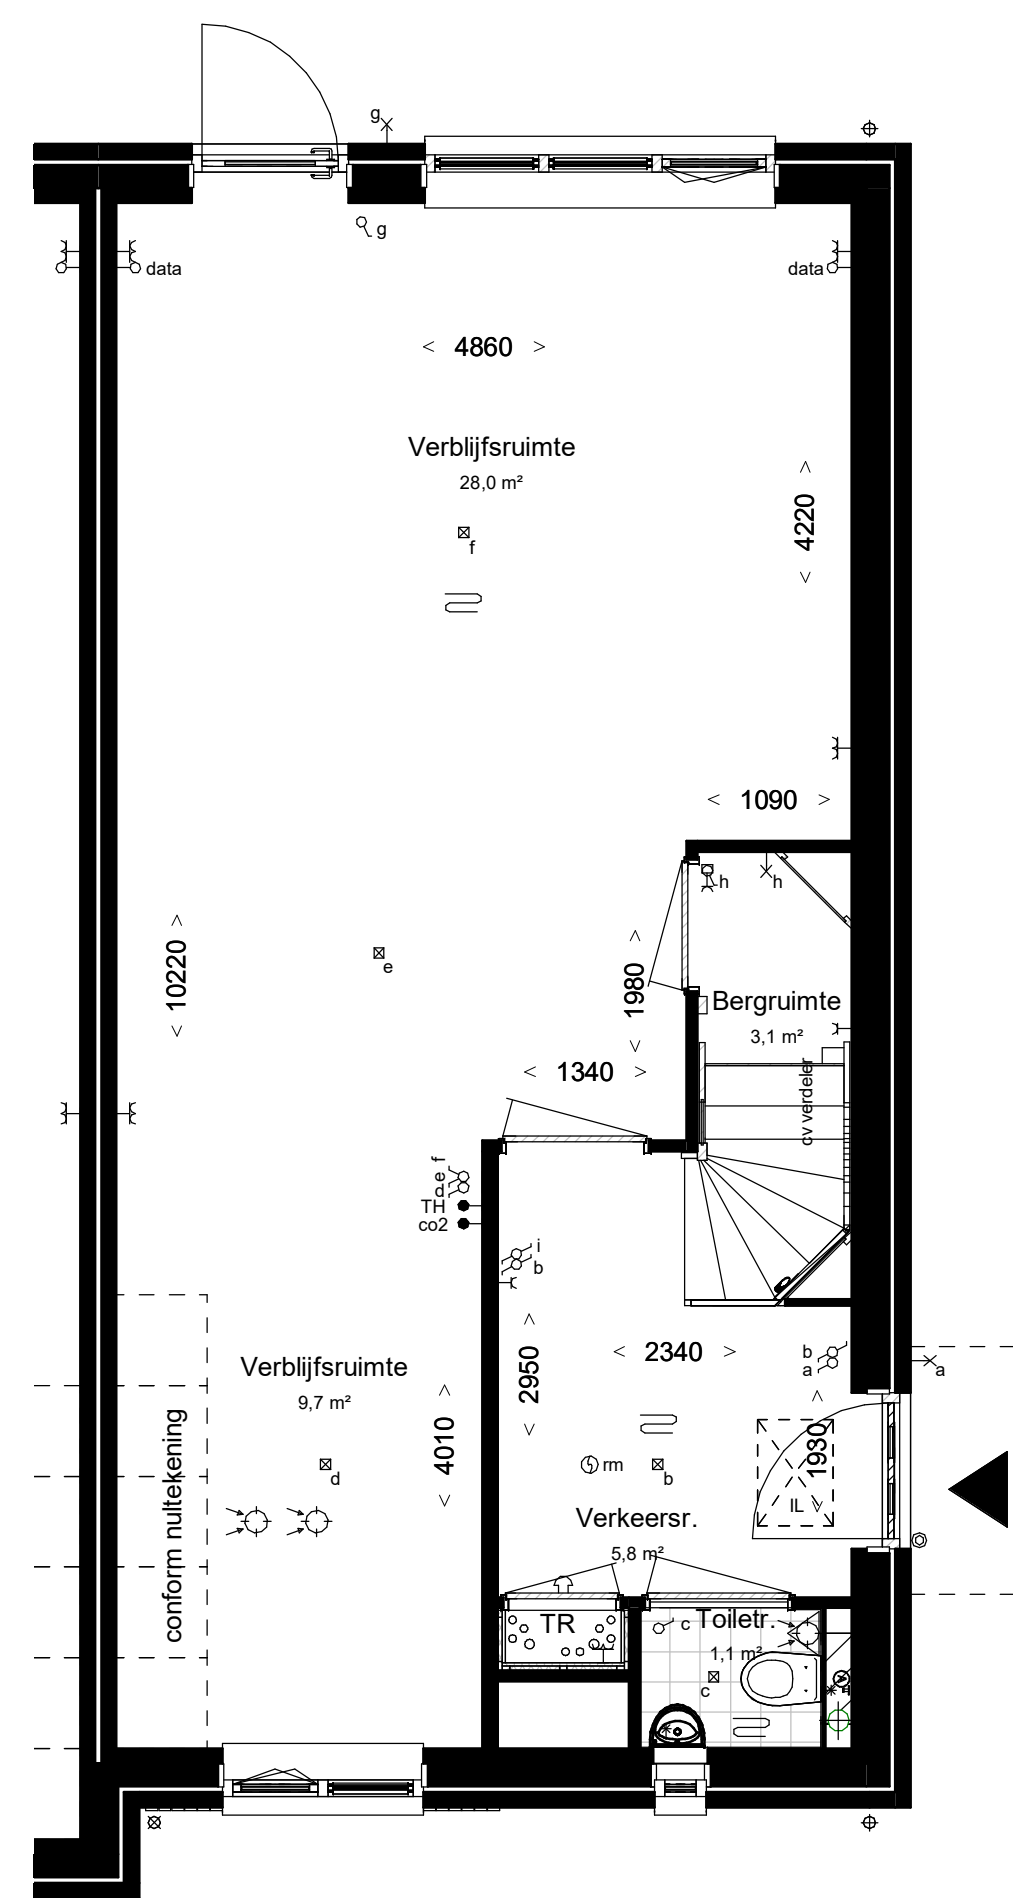 g
g
data
data
4860
Verblijfsruimte
28,0 m²
4220
f
1090
h
h
10220
e
1980
Bergruimte
3,1 m²
1340
cv verdeler
f
e
d
TH
co2
i
b
2950
2340
b
a
a
Verblijfsruimte
9,7 m²
4010
1930
conform nultekening
d
rm
b
IL
Verkeersr.
5,8 m²
TR
c
Toiletr.
1,1 m²
c